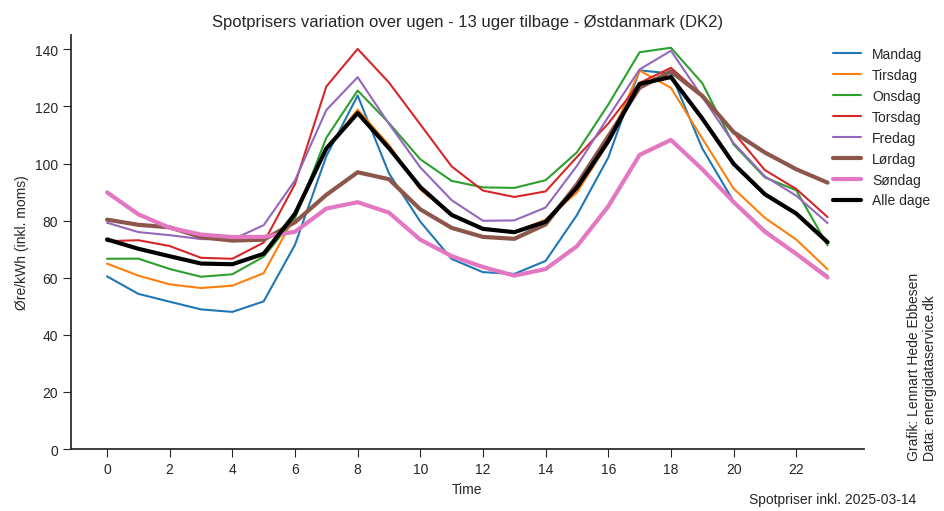 Spotprisers variation over ugen - 13 uger tilbage - Østdanmark (DK2)
140
120
100
80
60
40
20
0
Øre/kWh (inkl. moms)
0 2 4 6 8 10 12 14 16 18 20 22
Time
Mandag
Tirsdag
Onsdag
Torsdag
Fredag
Lørdag
Søndag
Alle dage
Grafik: Lennart Hede Ebbesen
Data: energidataservice.dk
Spotpriser inkl. 2025-03-14